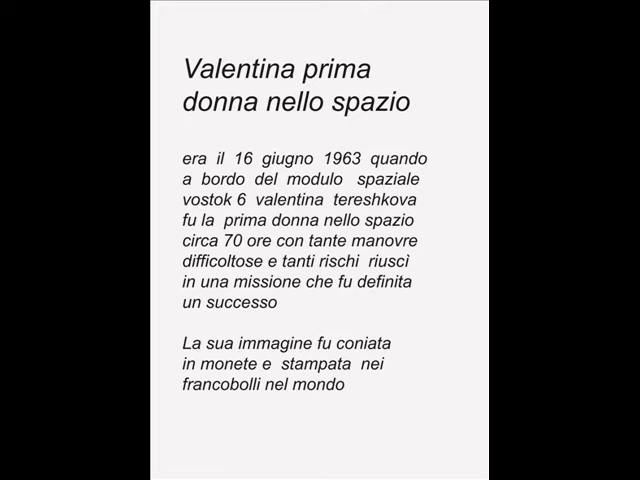 Valentina prima
donna nello spazio
era il 16 giugno 1963 quando
a bordo del modulo spaziale
vostok 6 valentina tereshkova
fu la prima donna nello spazio
circa 70 ore con tante manovre
difficoltose e tanti rischi riuscì
in una missione che fu definita
un successo
La sua immagine fu coniata
in monete e stampata nei
francobolli nel mondo